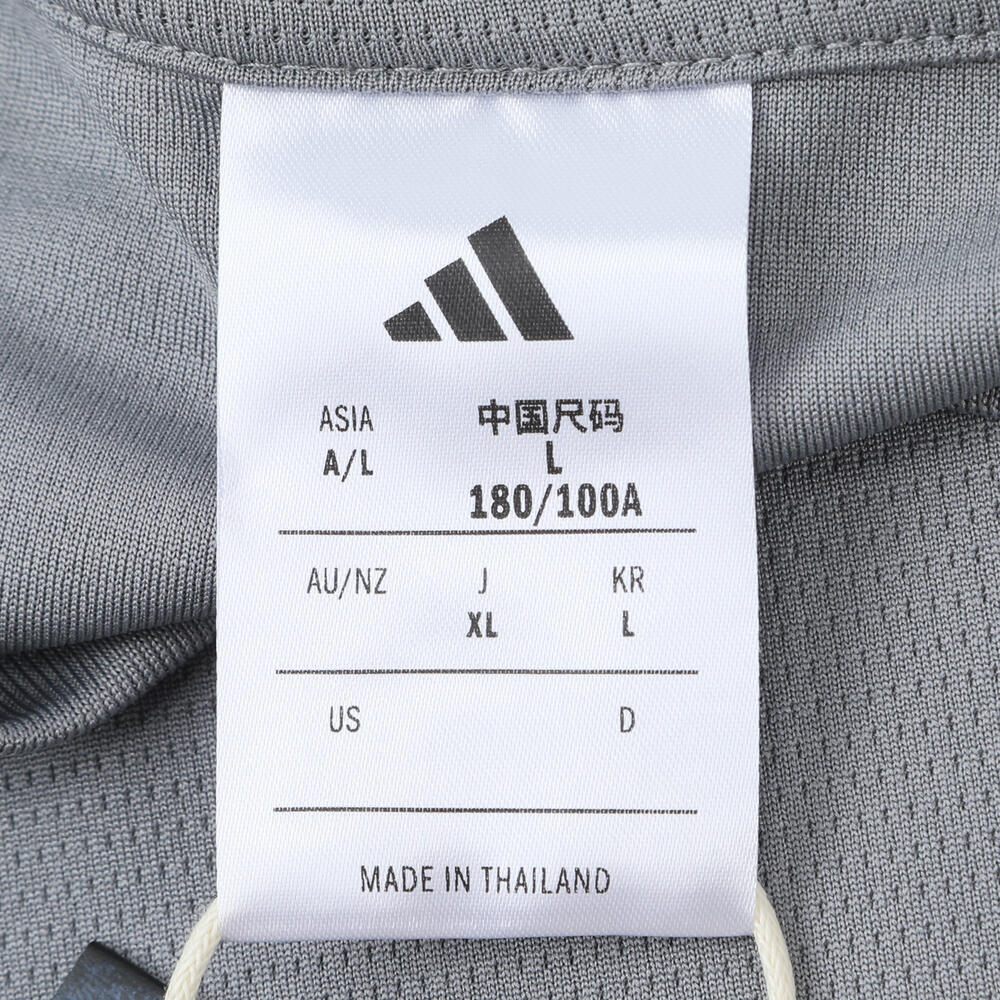 ASIA 中国尺码
A/L L
180/100A
AU/NZ J KR
XL L
US D
MADE IN THAILAND